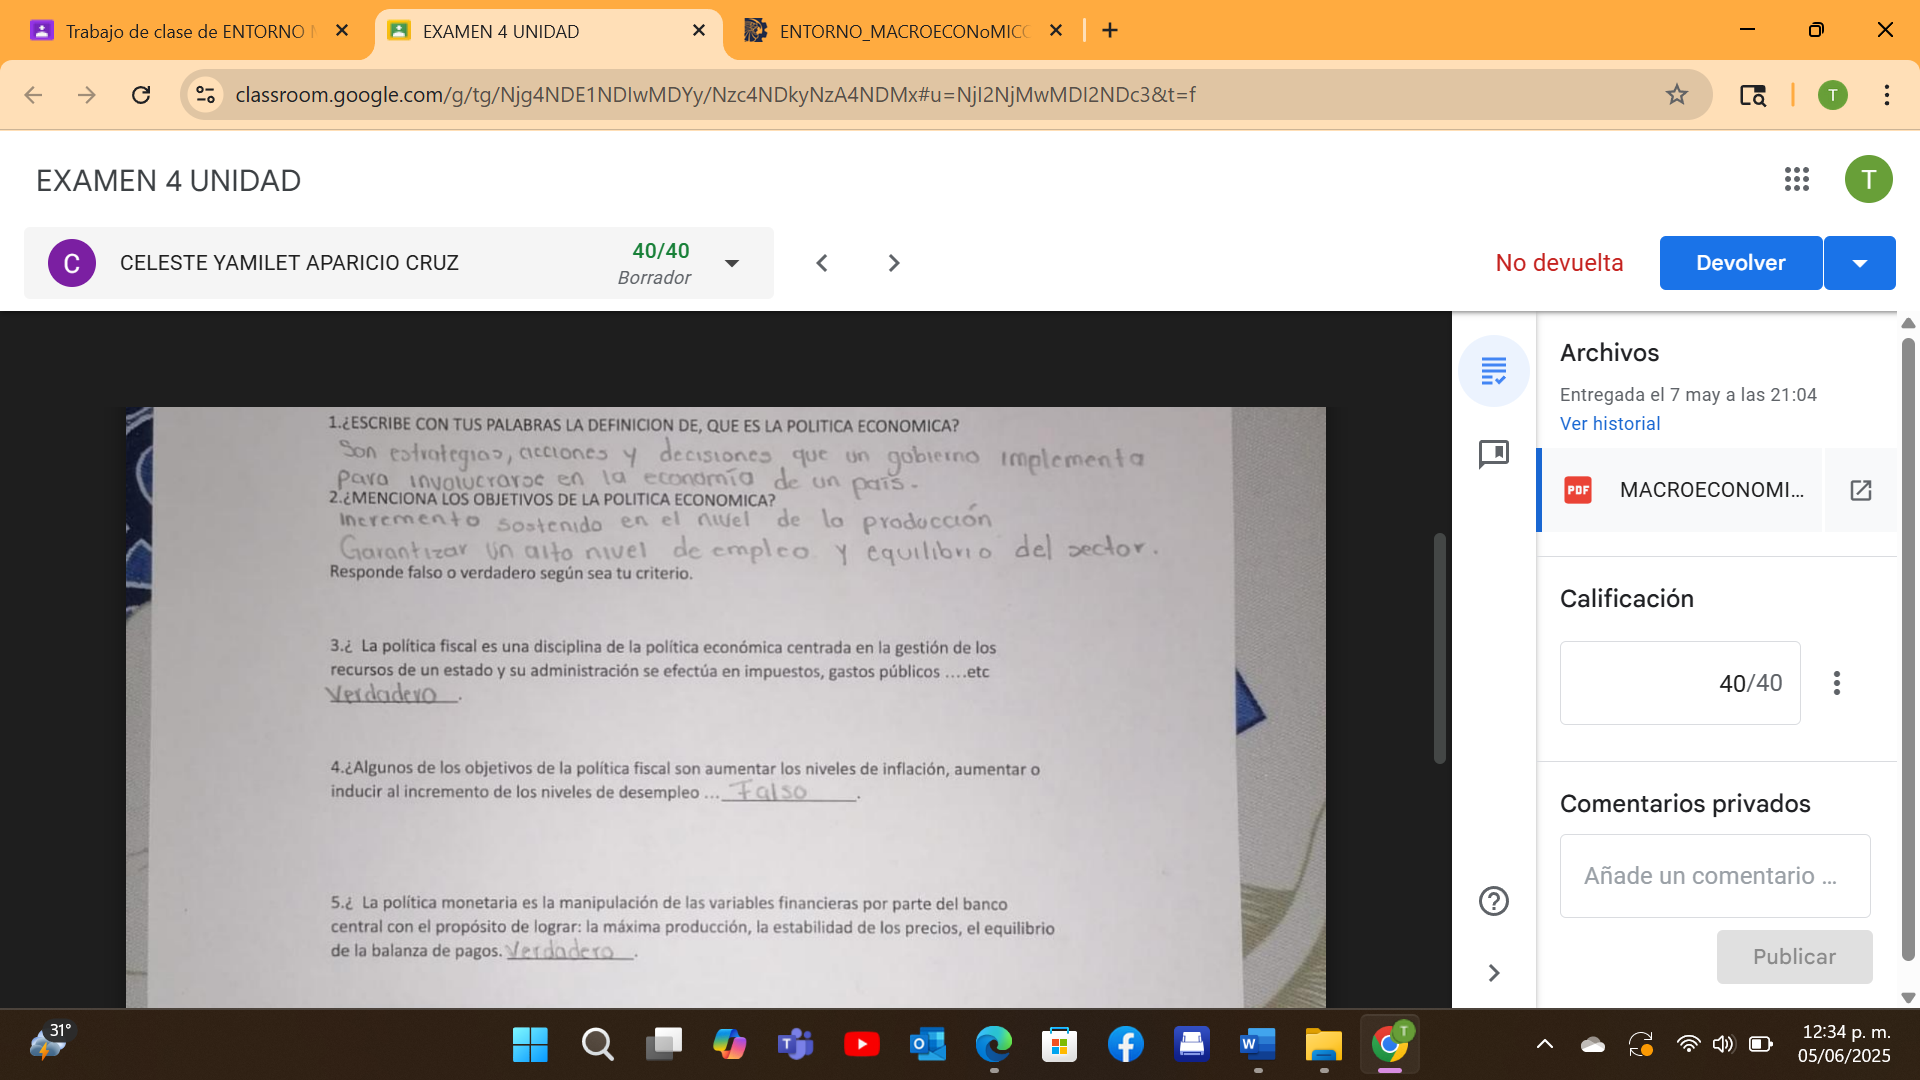 Trabajo de clase de ENTORNO M
EXAMEN 4 UNIDAD
ENTORNO_MACROECONoMICO
classroom.google.com/g/tg/Njg4NDE1NDIwMDYy/Nzc4NDkyNzA4NDMx#u=NjI2NjMwMDI2NDc3&t=f
T
EXAMEN 4 UNIDAD
T
C
CELESTE YAMILET APARICIO CRUZ
40/40
Borrador
No devuelta
Devolver
1.¿ESCRIBE CON TUS PALABRAS LA DEFINICION DE, QUE ES LA POLITICA ECONOMICA?
Son estrategias, acciones y decisiones que un gobierno implementa
para involucrarse en la economía de un país.
2.¿MENCIONA LOS OBJETIVOS DE LA POLITICA ECONOMICA?
Incremento sostenido en el nivel de la producción
Garantizar un alto nivel de empleo y equilibrio del sector.
Responde falso o verdadero según sea tu criterio.
3.¿ La política fiscal es una disciplina de la política económica centrada en la gestión de los
recursos de un estado y su administración se efectúa en impuestos, gastos públicos ....etc
Verdadero.
4.¿Algunos de los objetivos de la política fiscal son aumentar los niveles de inflación, aumentar o
inducir al incremento de los niveles de desempleo ... Falso.
5.¿ La política monetaria es la manipulación de las variables financieras por parte del banco
central con el propósito de lograr: la máxima producción, la estabilidad de los precios, el equilibrio
de la balanza de pagos. Verdadero.
Archivos
Entregada el 7 may a las 21:04
Ver historial
PDF
MACROECONOMI...
Calificación
40/40
Comentarios privados
Añade un comentario ...
Publicar
31°
12:34 p. m.
05/06/2025